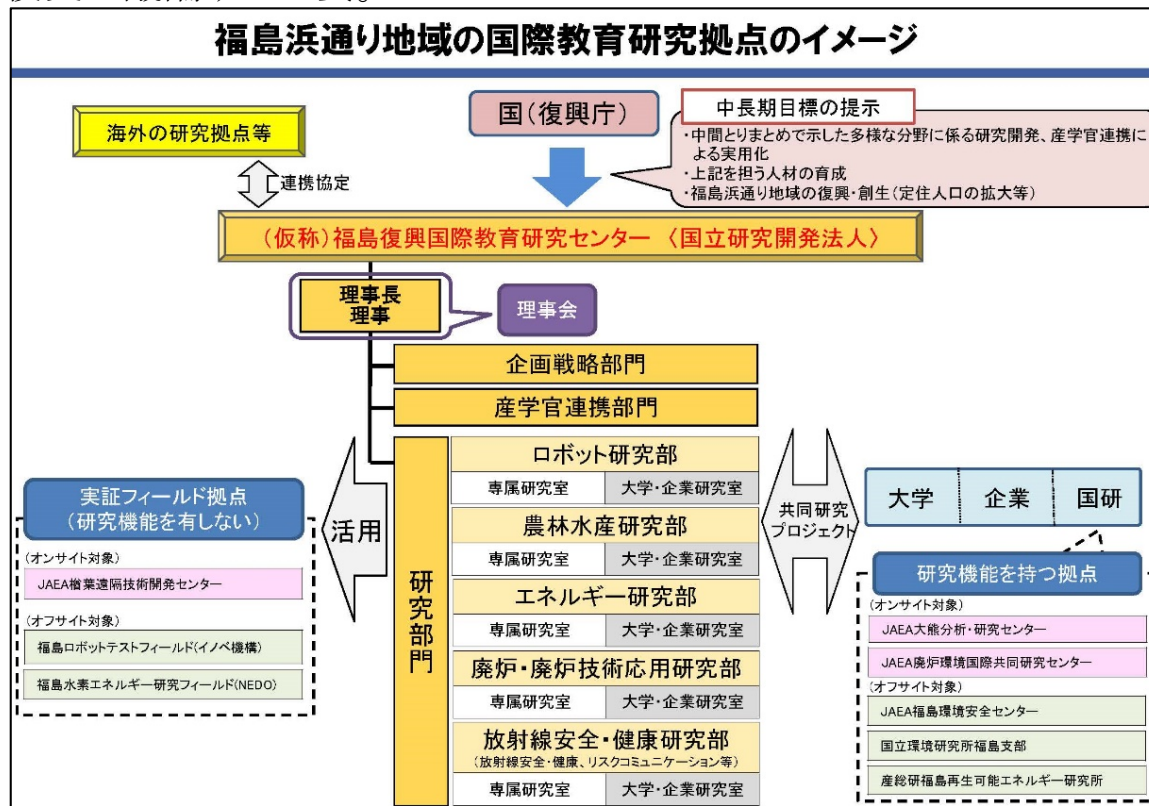 福島浜通り地域の国際教育研究拠点のイメージ
海外の研究拠点等
連携協定
国(復興庁)
中長期目標の提示
・中間とりまとめで示した多様な分野に係る研究開発、産学官連携に
よる実用化
・上記を担う人材の育成
・福島浜通り地域の復興・創生(定住人口の拡大等)
(仮称)福島復興国際教育研究センター 〈国立研究開発法人〉
理事長
理事
理事会
企画戦略部門
産学官連携部門
研究部門
ロボット研究部
専属研究室
大学・企業研究室
農林水産研究部
専属研究室
大学・企業研究室
エネルギー研究部
専属研究室
大学・企業研究室
廃炉・廃炉技術応用研究部
専属研究室
大学・企業研究室
放射線安全・健康研究部
(放射線安全・健康、リスクコミュニケーション等)
専属研究室
大学・企業研究室
活用
実証フィールド拠点
(研究機能を有しない)
(オンサイト対象)
JAEA楢葉遠隔技術開発センター
(オフサイト対象)
福島ロボットテストフィールド(イノベ機構)
福島水素エネルギー研究フィールド(NEDO)
共同研究
プロジェクト
大学
企業
国研
研究機能を持つ拠点
(オンサイト対象)
JAEA大熊分析・研究センター
JAEA廃炉環境国際共同研究センター
(オフサイト対象)
JAEA福島環境安全センター
国立環境研究所福島支部
産総研福島再生可能エネルギー研究所